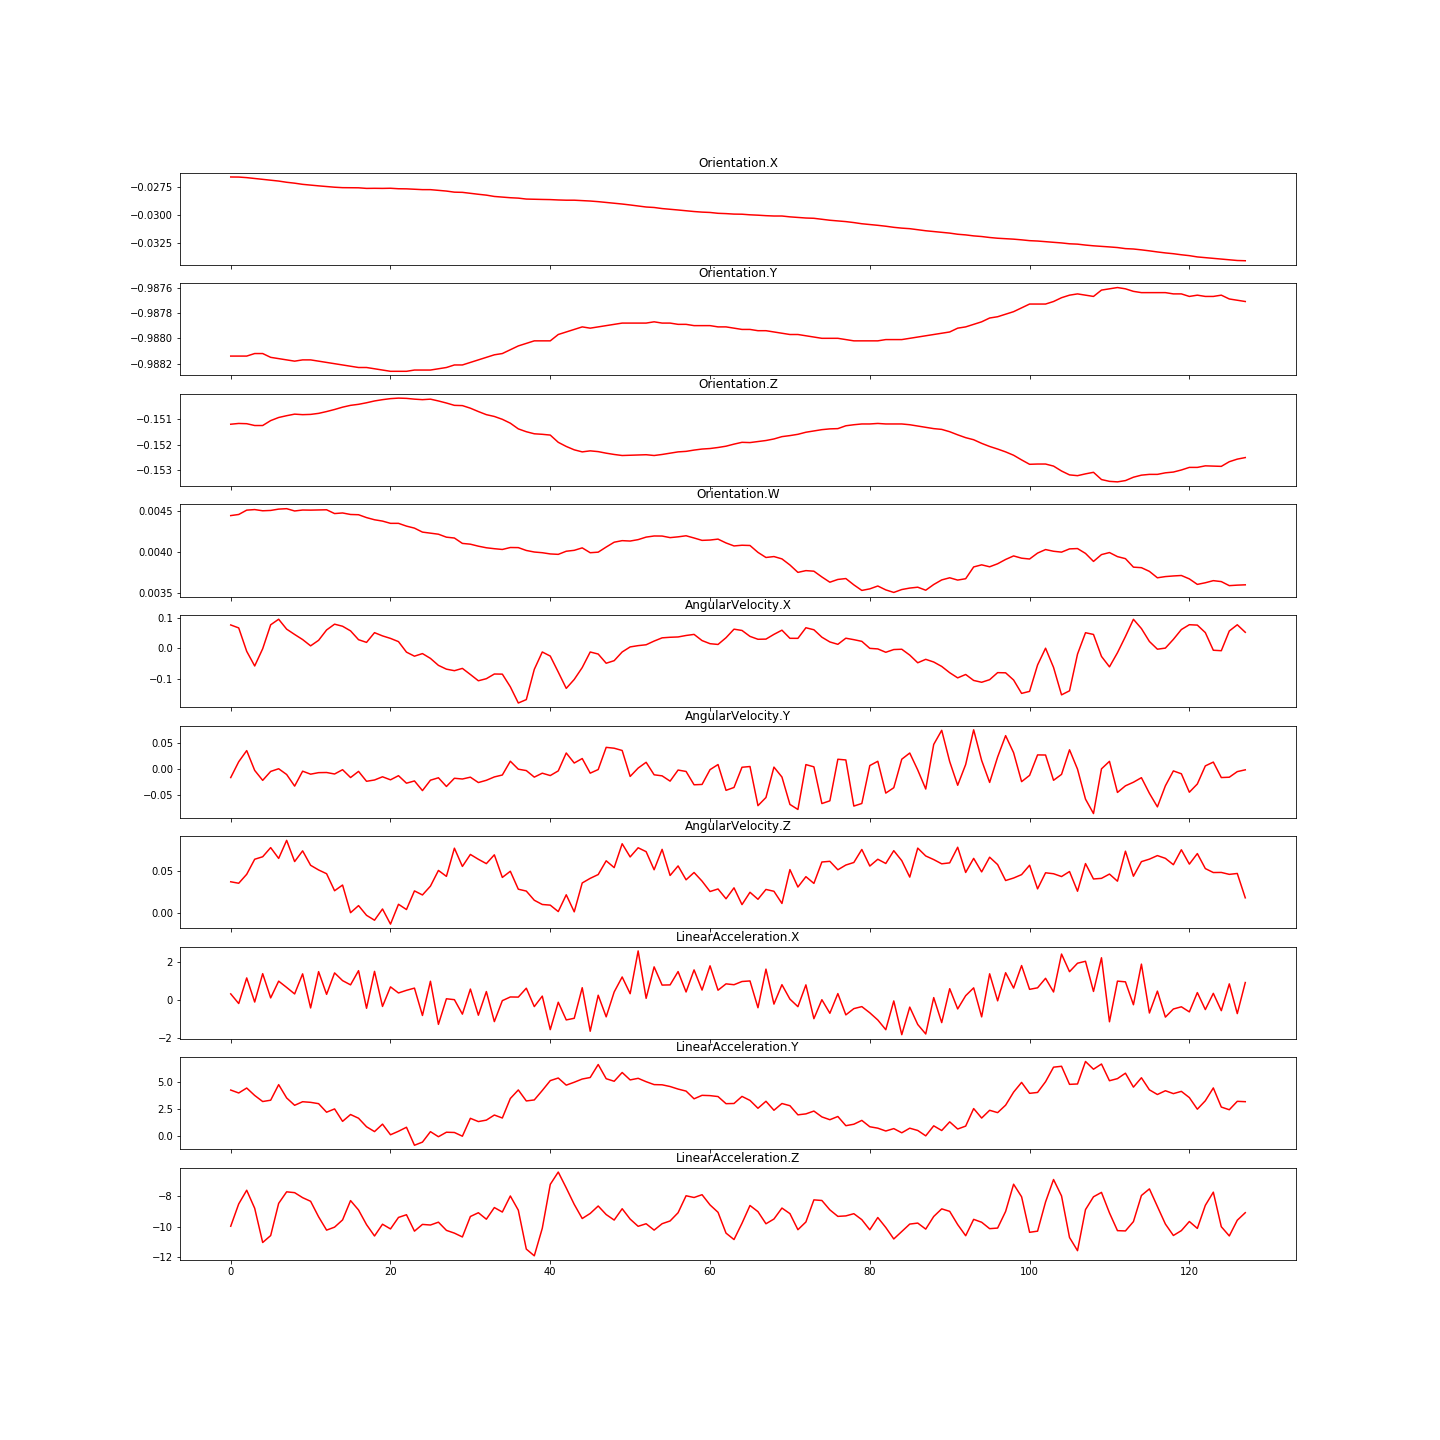 Orientation.X
−0.0275
−0.0300
−0.0325
Orientation.Y
−0.9876
−0.9878
−0.9880
−0.9882
Orientation.Z
−0.151
−0.152
−0.153
Orientation.W
0.0045
0.0040
0.0035
AngularVelocity.X
0.1
0.0
−0.1
AngularVelocity.Y
0.05
0.00
−0.05
AngularVelocity.Z
0.05
0.00
LinearAcceleration.X
2
0
−2
LinearAcceleration.Y
5.0
2.5
0.0
LinearAcceleration.Z
−8
−10
−12
0 20 40 60 80 100 120